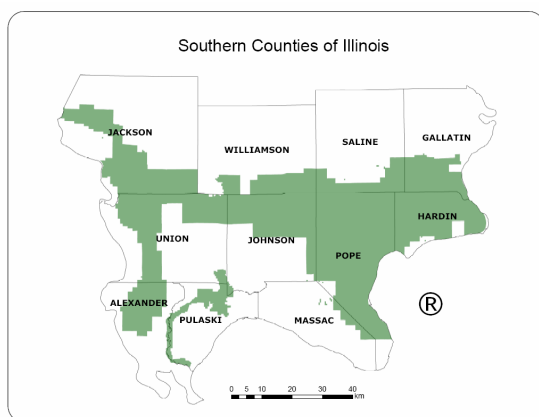 Southern Counties of Illinois
JACKSON
WILLIAMSON
SALINE
GALLATIN
HARDIN
UNION
JOHNSON
POPE
ALEXANDER
PULASKI
MASSAC
®
0 5 10 20 30 40
km